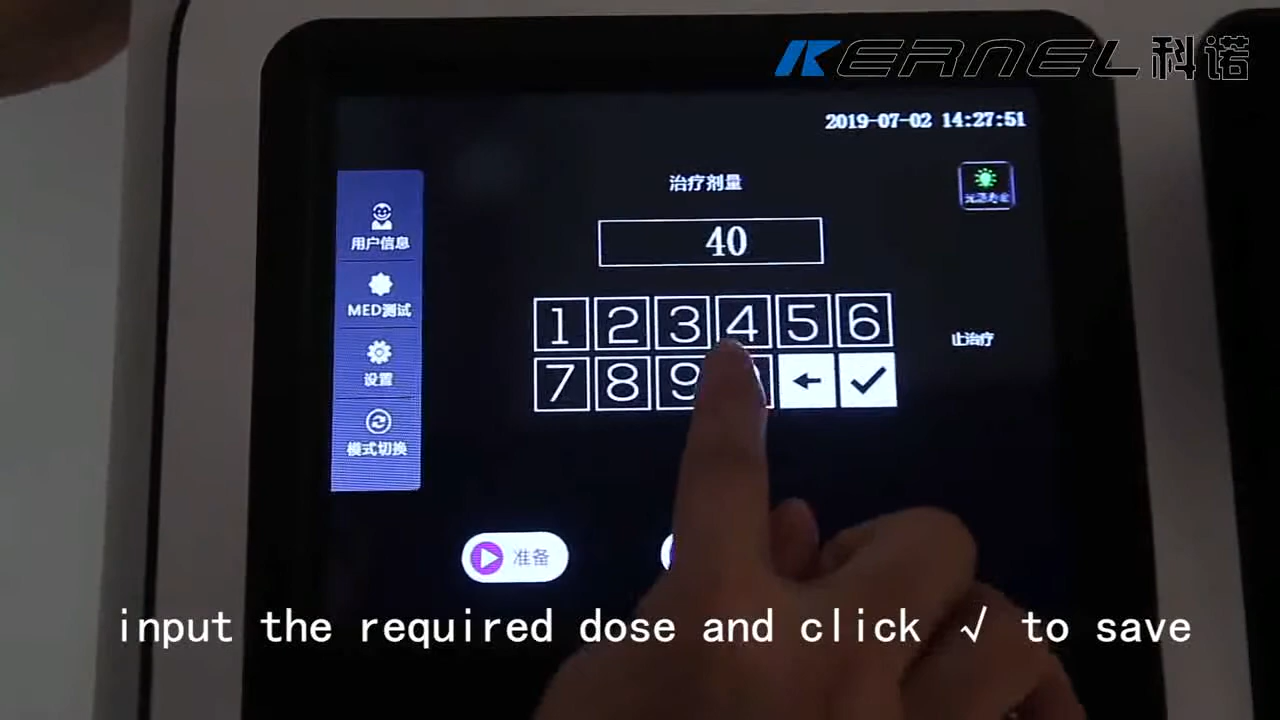 KERNEL科诺
2019-07-02 14:27:51
治疗剂量
40
用户信息
MED测试
设置
模式切换
1 2 3 4 5 6
7 8 9 ← ✓
止治疗
准备
input the required dose and click √ to save